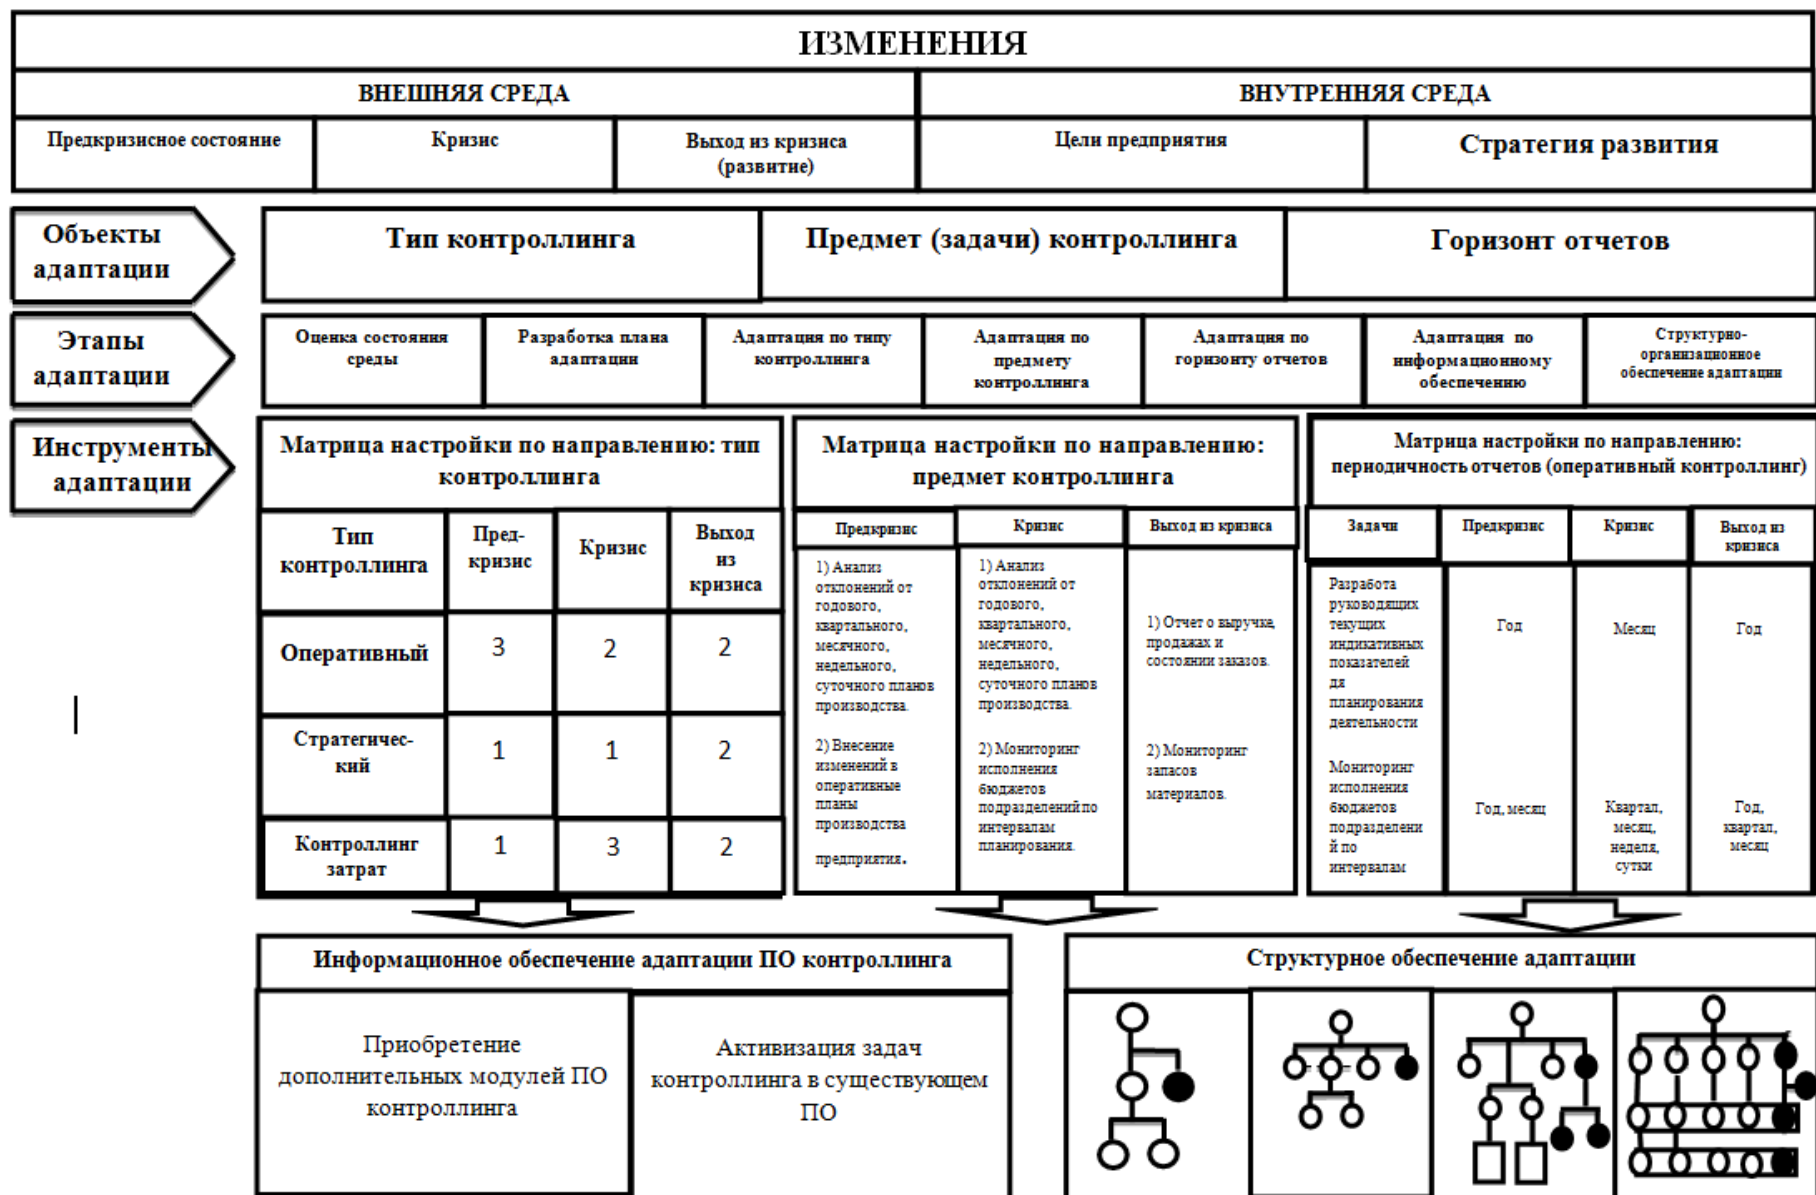 ИЗМЕНЕНИЯ
ВНЕШНЯЯ СРЕДА
ВНУТРЕННЯЯ СРЕДА
Предкризисное состояние
Кризис
Выход из кризиса
(развитие)
Цели предприятия
Стратегия развития
Объекты
адаптации
Тип контроллинга
Предмет (задачи) контроллинга
Горизонт отчетов
Этапы
адаптации
Оценка состояния
среды
Разработка плана
адаптации
Адаптация по типу
контроллинга
Адаптация по
предмету
контроллинга
Адаптация по
горизонту отчетов
Адаптация по
информационному
обеспечению
Структурно-
организационное
обеспечение адаптации
Инструменты
адаптации
Матрица настройки по направлению: тип
контроллинга
Тип
контроллинга
Пред-
кризис
Кризис
Выход
из
кризиса
Оперативный
3
2
2
Стратегичес-
кий
1
1
2
Контроллинг
затрат
1
3
2
Матрица настройки по направлению:
предмет контроллинга
Предкризис
Кризис
Выход из кризиса
1) Анализ
отклонений от
годового,
квартального,
месячного,
недельного,
суточного планов
производства.
2) Внесение
изменений в
оперативные
планы
производства
предприятия.
1) Анализ
отклонений от
годового,
квартального,
месячного,
недельного,
суточного планов
производства.
2) Мониторинг
исполнения
бюджетов
подразделений по
интервалам
планирования.
1) Отчет о выручке,
продажах и
состоянии заказов.
2) Мониторинг
запасов
материалов.
Матрица настройки по направлению:
периодичность отчетов (оперативный контроллинг)
Задачи
Предкризис
Кризис
Выход из
кризиса
Разработка
руководящих
текущих
индикативных
показателей
дя
планирования
деятельности
Год
Месяц
Год
Мониторинг
исполнения
бюджетов
подразделени
й по
интервалам
Год, месяц
Квартал,
месяц,
неделя,
сутки
Год,
квартал,
месяц
Информационное обеспечение адаптации ПО контроллинга
Приобретение
дополнительных модулей ПО
контроллинга
Активизация задач
контроллинга в существующем
ПО
Структурное обеспечение адаптации